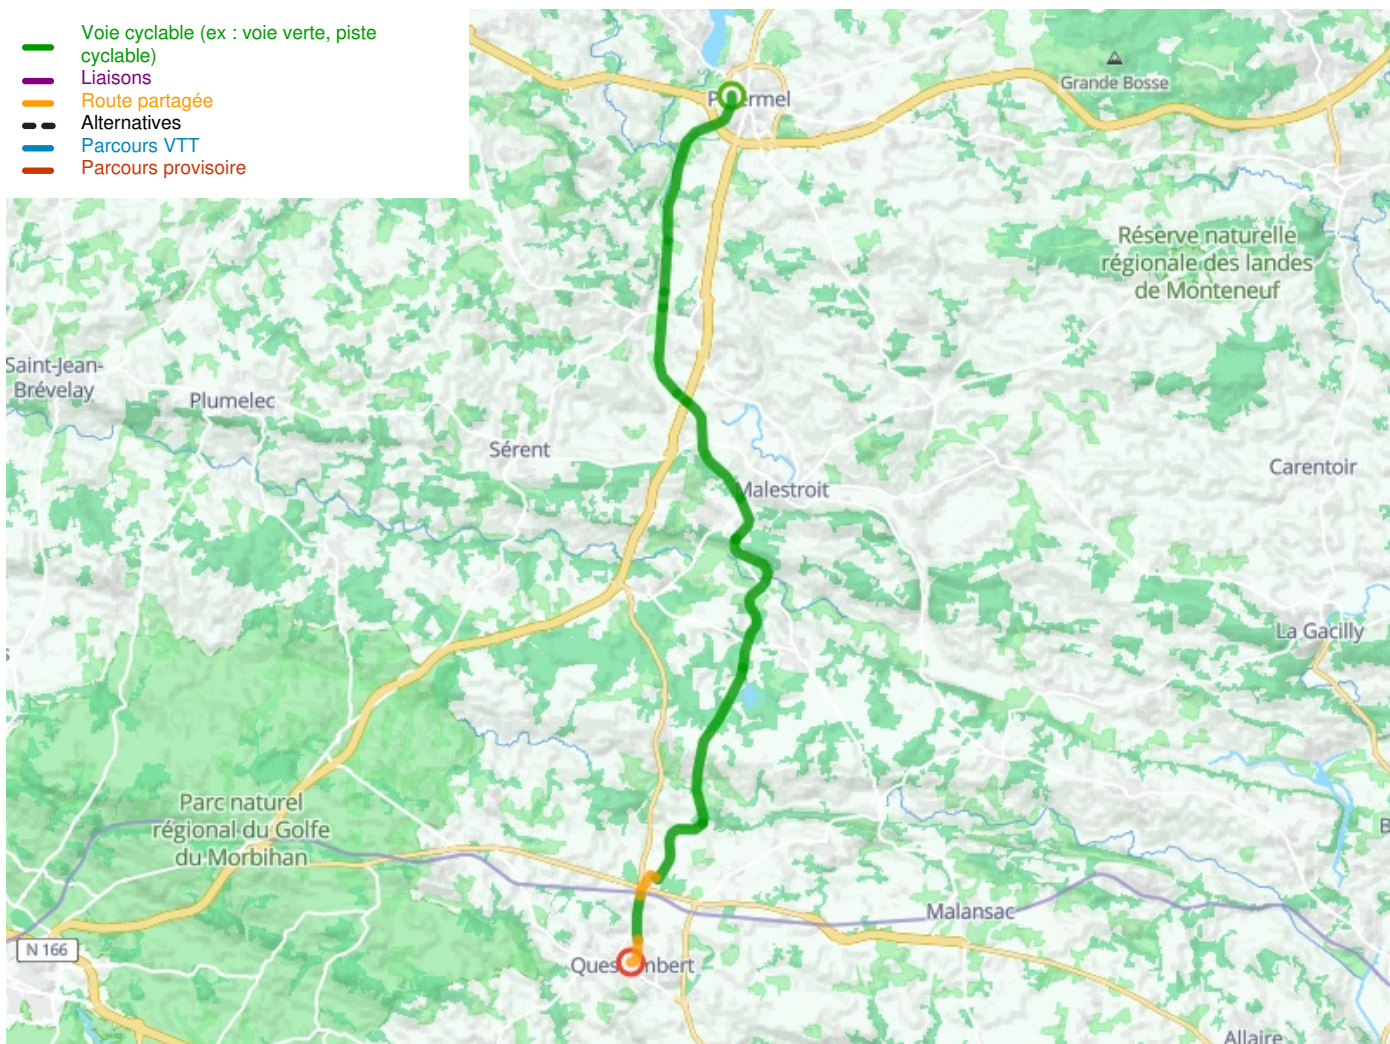 Voie cyclable (ex : voie verte, piste
cyclable)
Liaisons
Route partagée
Alternatives
Parcours VTT
Parcours provisoire
Grande Bosse
Réserve naturelle
régionale des landes
de Monteneuf
Saint-Jean-
Brévelay
Plumelec
Sérent
Malestroit
Carentoir
La Gacilly
Parc naturel
régional du Golfe
du Morbihan
Malansac
N 166
Allaire